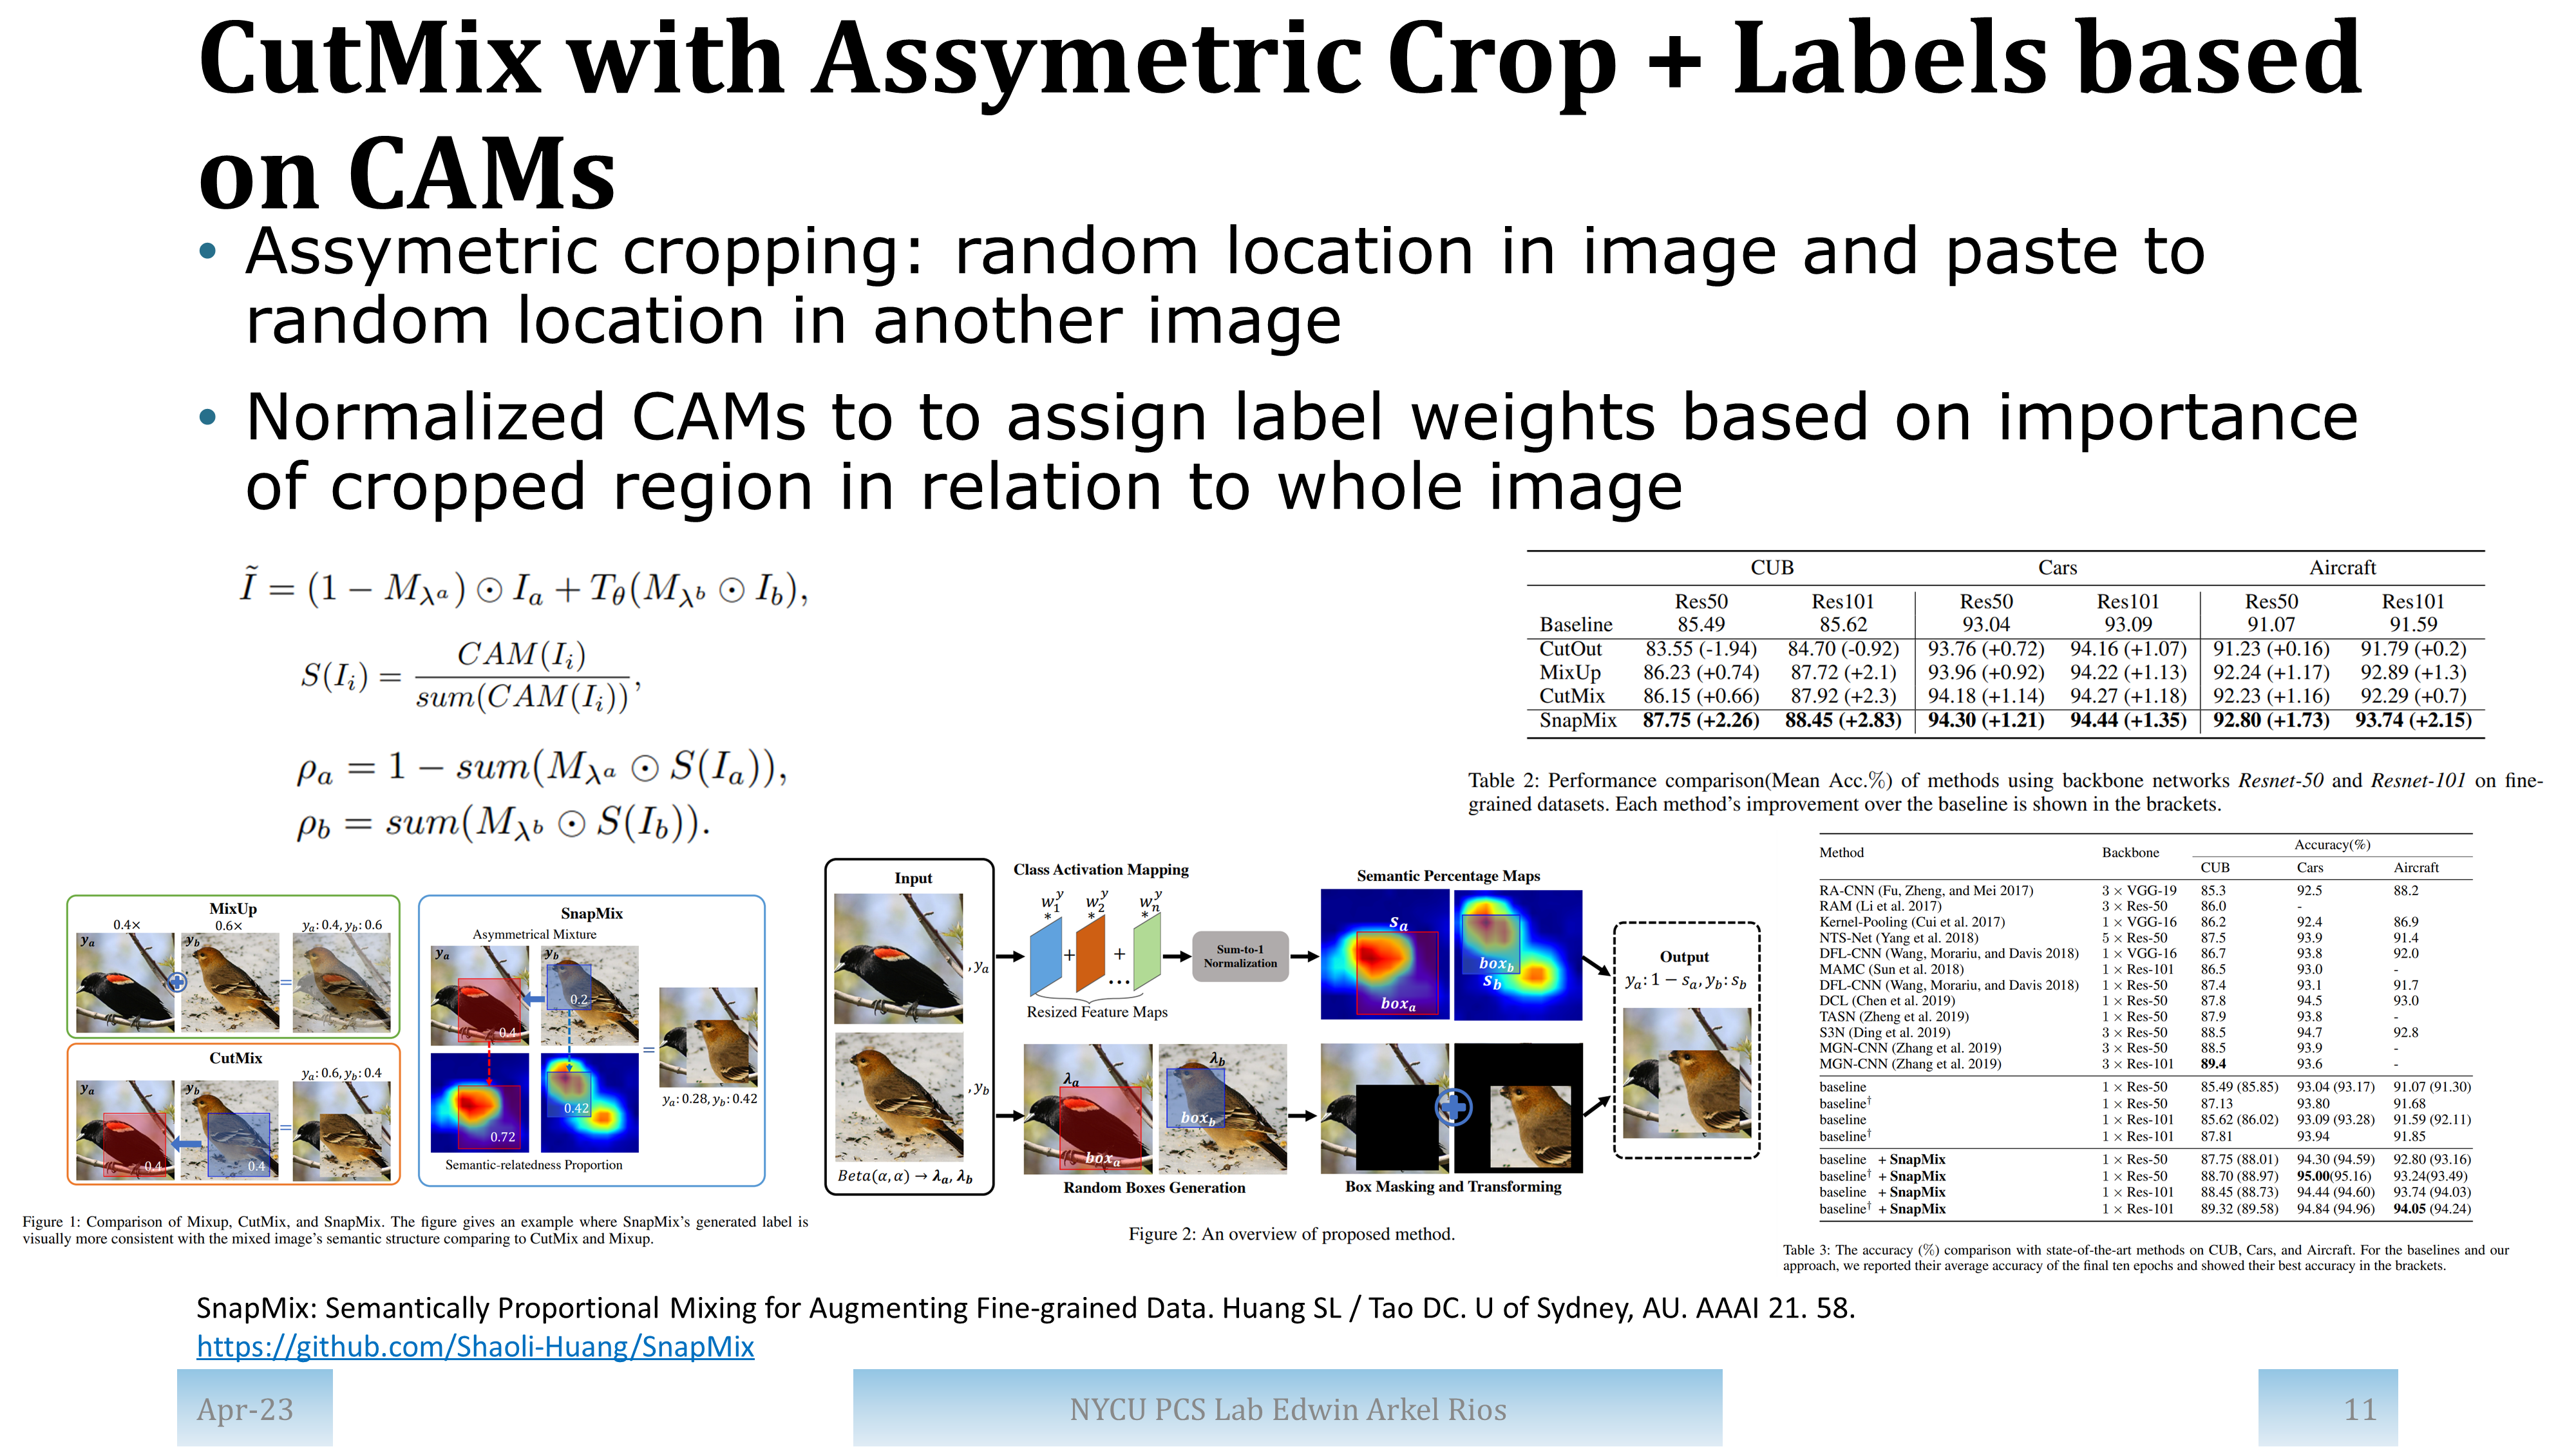 CutMix with Assymetric Crop + Labels based
on CAMs
• Assymetric cropping: random location in image and paste to
random location in another image
• Normalized CAMs to to assign label weights based on importance
of cropped region in relation to whole image
Ĩ = (1 − M_λᵃ) ⊙ I_a + T_θ(M_λᵇ ⊙ I_b),
S(I_i) = CAM(I_i) / sum(CAM(I_i)),
ρ_a = 1 − sum(M_λᵃ ⊙ S(I_a)),
ρ_b = sum(M_λᵇ ⊙ S(I_b)).
CUB Cars Aircraft
Res50 Res101 Res50 Res101 Res50 Res101
Baseline 85.49 85.62 93.04 93.09 91.07 91.59
CutOut 83.55 (-1.94) 84.70 (-0.92) 93.76 (+0.72) 94.16 (+1.07) 91.23 (+0.16) 91.79 (+0.2)
MixUp 86.23 (+0.74) 87.72 (+2.1) 93.96 (+0.92) 94.22 (+1.13) 92.24 (+1.17) 92.89 (+1.3)
CutMix 86.15 (+0.66) 87.92 (+2.3) 94.18 (+1.14) 94.27 (+1.18) 92.23 (+1.16) 92.29 (+0.7)
SnapMix 87.75 (+2.26) 88.45 (+2.83) 94.30 (+1.21) 94.44 (+1.35) 92.80 (+1.73) 93.74 (+2.15)
Table 2: Performance comparison(Mean Acc.%) of methods using backbone networks Resnet-50 and Resnet-101 on fine-
grained datasets. Each method's improvement over the baseline is shown in the brackets.
MixUp
0.4× 0.6× y_a: 0.4, y_b: 0.6
y_a y_b
=
CutMix
y_a: 0.6, y_b: 0.4
y_a y_b
=
0.4 0.4
SnapMix
Asymmetrical Mixture
y_a y_b
0.4 0.2
=
y_a: 0.28, y_b: 0.42
0.72 0.42
Semantic-relatedness Proportion
Figure 1: Comparison of Mixup, CutMix, and SnapMix. The figure gives an example where SnapMix's generated label is
visually more consistent with the mixed image's semantic structure comparing to CutMix and Mixup.
Input
, y_a
, y_b
Beta(α, α) → λ_a, λ_b
Class Activation Mapping
w_1^y w_2^y w_n^y
* * *
+ + ...
Resized Feature Maps
Sum-to-1
Normalization
Semantic Percentage Maps
s_a box_a
box_b s_b
λ_a box_a
λ_b box_b
Random Boxes Generation
Box Masking and Transforming
Output
y_a: 1 − s_a, y_b: s_b
Figure 2: An overview of proposed method.
Method Backbone Accuracy(%)
CUB Cars Aircraft
RA-CNN (Fu, Zheng, and Mei 2017) 3 × VGG-19 85.3 92.5 88.2
RAM (Li et al. 2017) 3 × Res-50 86.0 -
Kernel-Pooling (Cui et al. 2017) 1 × VGG-16 86.2 92.4 86.9
NTS-Net (Yang et al. 2018) 5 × Res-50 87.5 93.9 91.4
DFL-CNN (Wang, Morariu, and Davis 2018) 1 × VGG-16 86.7 93.8 92.0
MAMC (Sun et al. 2018) 1 × Res-101 86.5 93.0 -
DFL-CNN (Wang, Morariu, and Davis 2018) 1 × Res-50 87.4 93.1 91.7
DCL (Chen et al. 2019) 1 × Res-50 87.8 94.5 93.0
TASN (Zheng et al. 2019) 1 × Res-50 87.9 93.8 -
S3N (Ding et al. 2019) 3 × Res-50 88.5 94.7 92.8
MGN-CNN (Zhang et al. 2019) 3 × Res-50 88.5 93.9 -
MGN-CNN (Zhang et al. 2019) 3 × Res-101 89.4 93.6 -
baseline 1 × Res-50 85.49 (85.85) 93.04 (93.17) 91.07 (91.30)
baseline† 1 × Res-50 87.13 93.80 91.68
baseline 1 × Res-101 85.62 (86.02) 93.09 (93.28) 91.59 (92.11)
baseline† 1 × Res-101 87.81 93.94 91.85
baseline + SnapMix 1 × Res-50 87.75 (88.01) 94.30 (94.59) 92.80 (93.16)
baseline† + SnapMix 1 × Res-50 88.70 (88.97) 95.00(95.16) 93.24(93.49)
baseline + SnapMix 1 × Res-101 88.45 (88.73) 94.44 (94.60) 93.74 (94.03)
baseline† + SnapMix 1 × Res-101 89.32 (89.58) 94.84 (94.96) 94.05 (94.24)
Table 3: The accuracy (%) comparison with state-of-the-art methods on CUB, Cars, and Aircraft. For the baselines and our
approach, we reported their average accuracy of the final ten epochs and showed their best accuracy in the brackets.
SnapMix: Semantically Proportional Mixing for Augmenting Fine-grained Data. Huang SL / Tao DC. U of Sydney, AU. AAAI 21. 58.
https://github.com/Shaoli-Huang/SnapMix
Apr-23
NYCU PCS Lab Edwin Arkel Rios
11